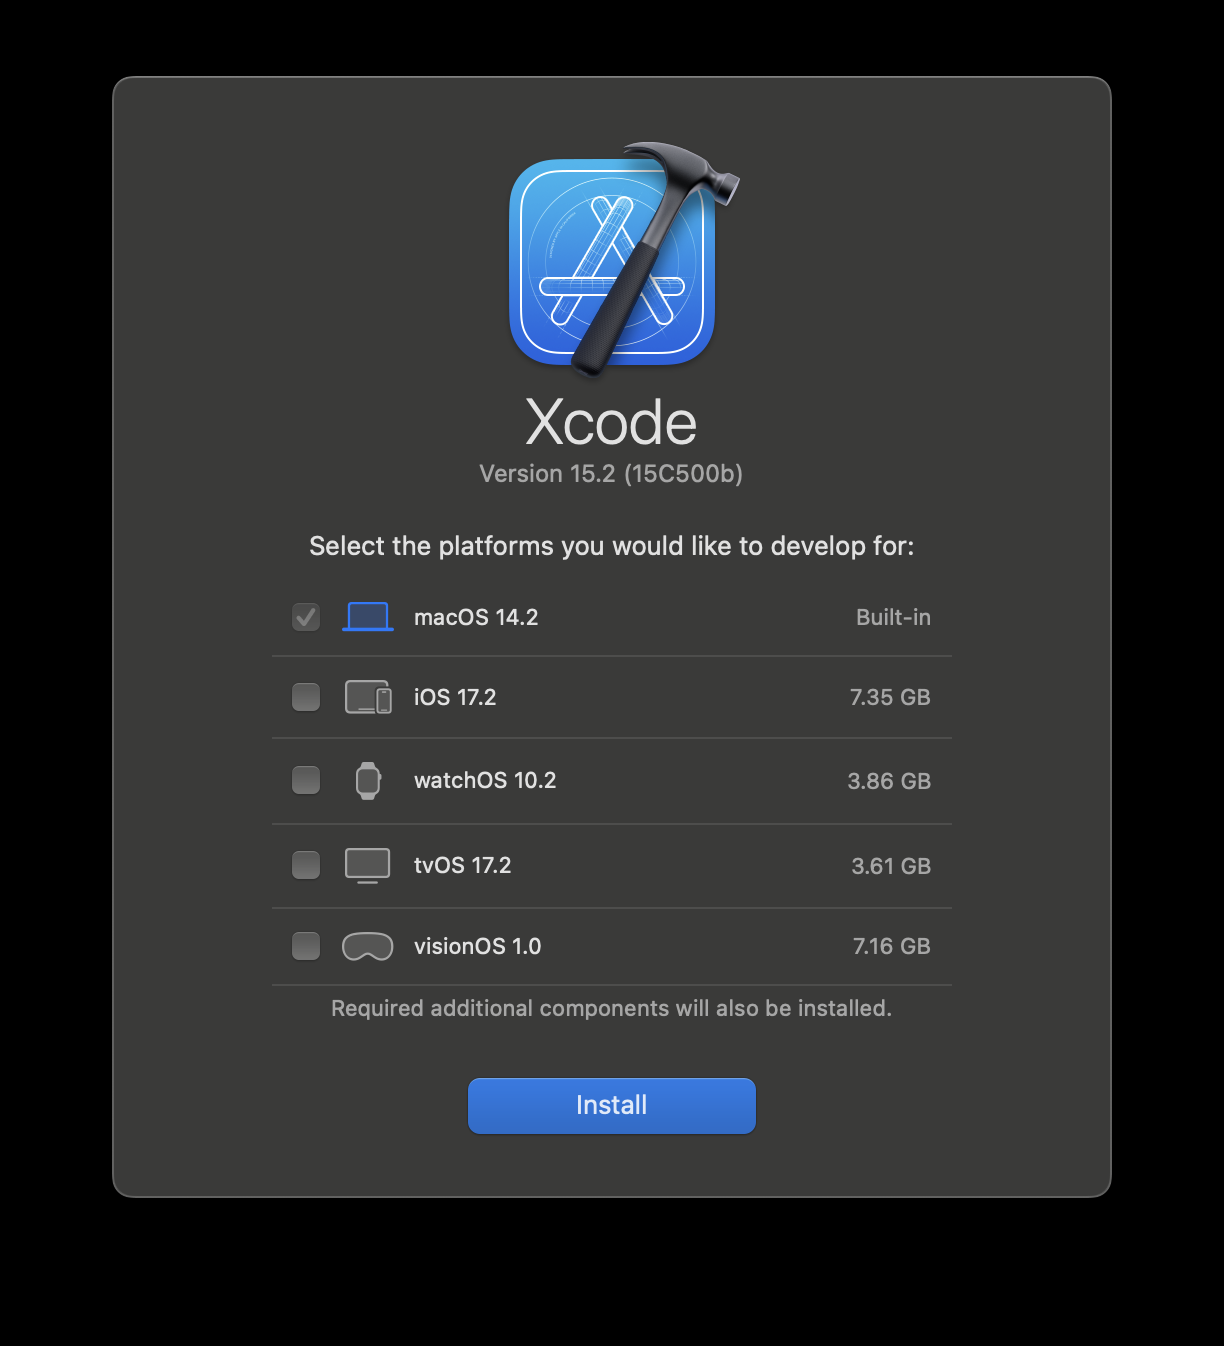 Xcode
Version 15.2 (15C500b)
Select the platforms you would like to develop for:
macOS 14.2 Built-in
iOS 17.2 7.35 GB
watchOS 10.2 3.86 GB
tvOS 17.2 3.61 GB
visionOS 1.0 7.16 GB
Required additional components will also be installed.
Install